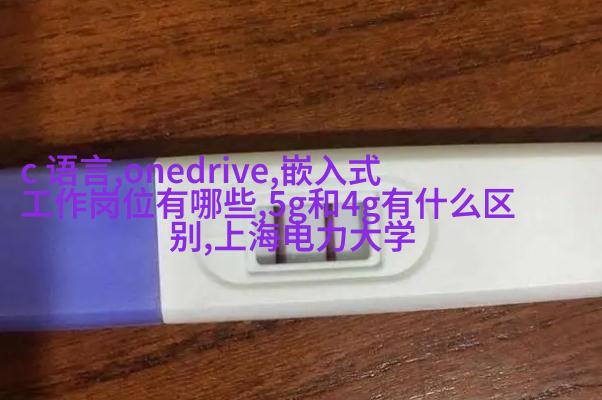 c 语言,onedrive,嵌入式
工作岗位有哪些,5g和4g有什么区
别,上海电力大学